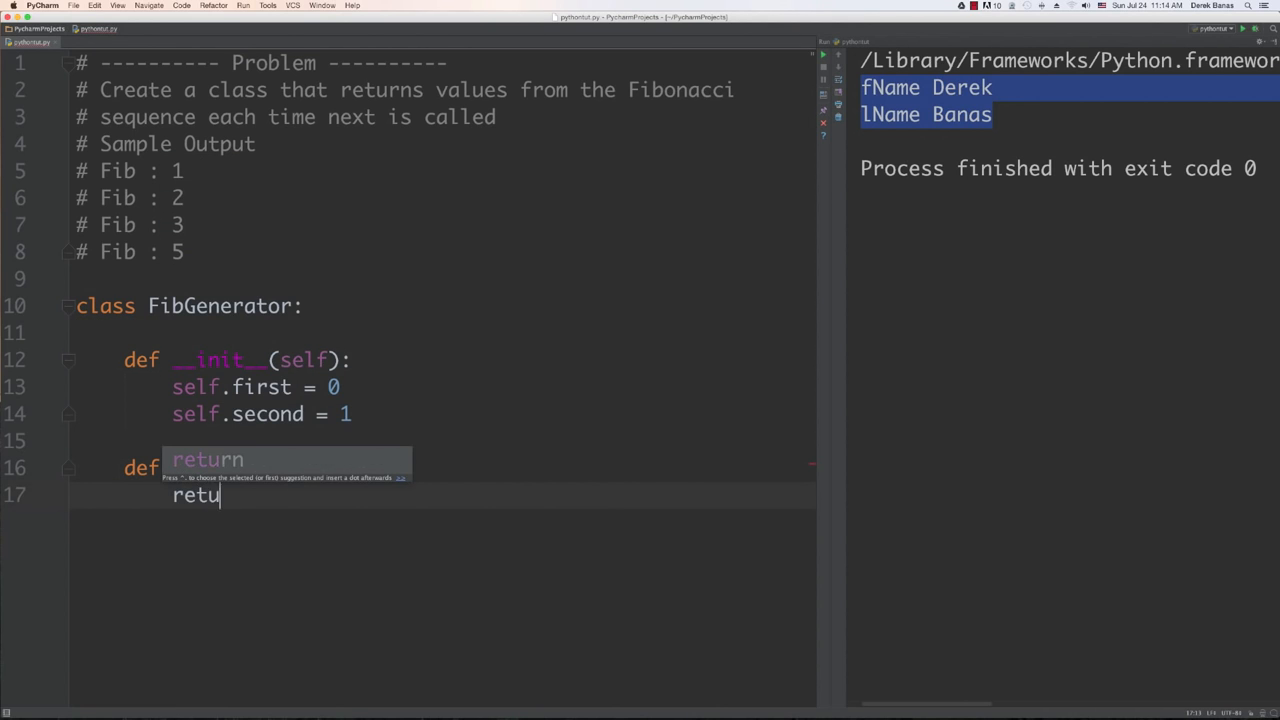 PyCharm File Edit View Navigate Code Refactor Run Tools VCS Window Help 10 Sun Jul 24 11:14 AM Derek Banas
pythontut.py - PycharmProjects - [~/PycharmProjects]
PycharmProjects pythontut.py pythontut
pythontut.py Run: pythontut
1 # ---------- Problem ----------
2 # Create a class that returns values from the Fibonacci
3 # sequence each time next is called
4 # Sample Output
5 # Fib : 1
6 # Fib : 2
7 # Fib : 3
8 # Fib : 5
9
10 class FibGenerator:
11
12 def __init__(self):
13 self.first = 0
14 self.second = 1
15
return
16 def
Press ^. to choose the selected (or first) suggestion and insert a dot afterwards >>
17 retu
/Library/Frameworks/Python.framewor
fName Derek
lName Banas
Process finished with exit code 0
17:13 LF≑ UTF-8≑